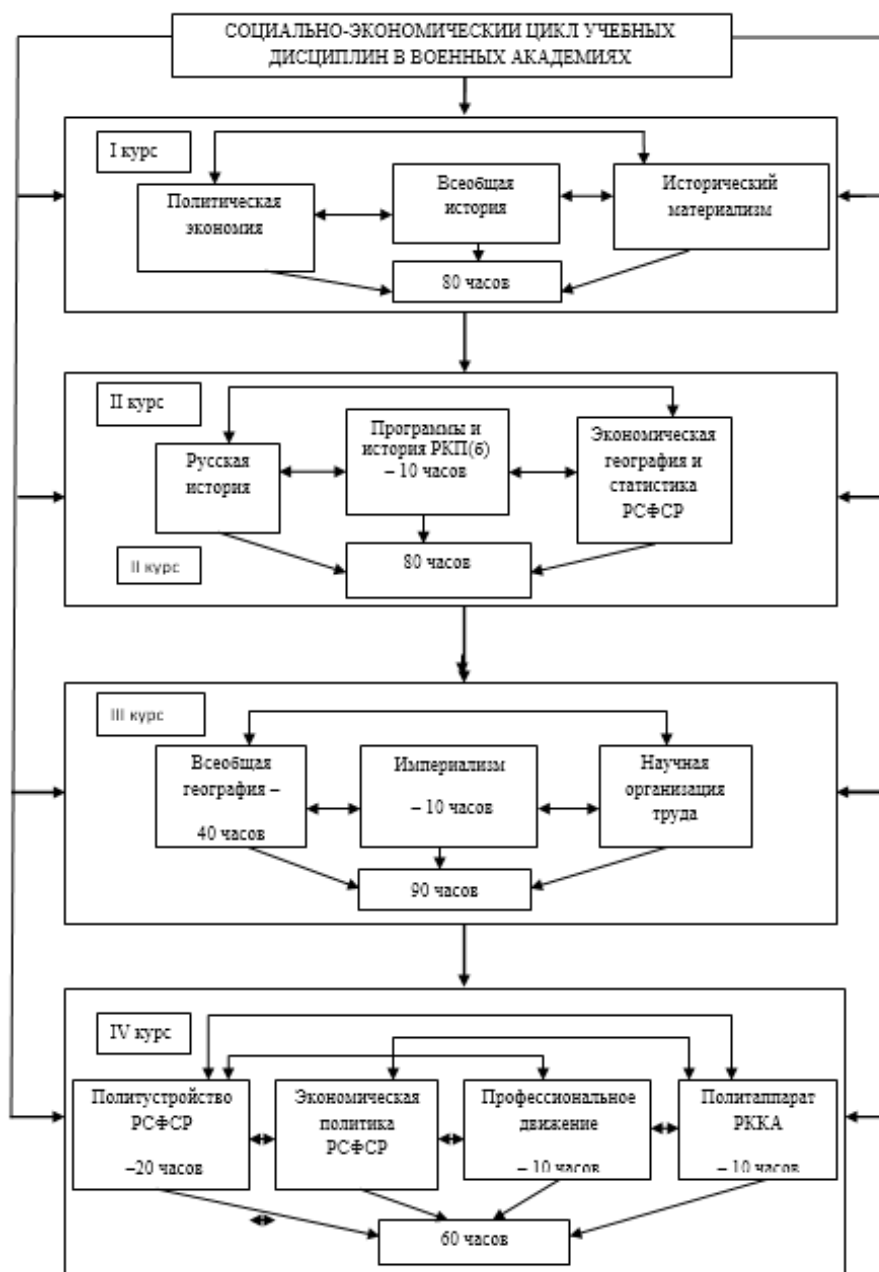 СОЦИАЛЬНО-ЭКОНОМИЧЕСКИЙ ЦИКЛ УЧЕБНЫХ
ДИСЦИПЛИН В ВОЕННЫХ АКАДЕМИЯХ
I курс
Политическая
экономия
Всеобщая
история
Исторический
материализм
80 часов
II курс
Русская
история
Программы и
история РКП(б)
– 10 часов
Экономическая
география и
статистика
РСФСР
II курс
80 часов
III курс
Всеобщая
география –
40 часов
Империализм
– 10 часов
Научная
организация
труда
90 часов
IV курс
Политустройство
РСФСР
–20 часов
Экономическая
политика
РСФСР
Профессиональное
движение
– 10 часов
Политаппарат
РККА
– 10 часов
60 часов